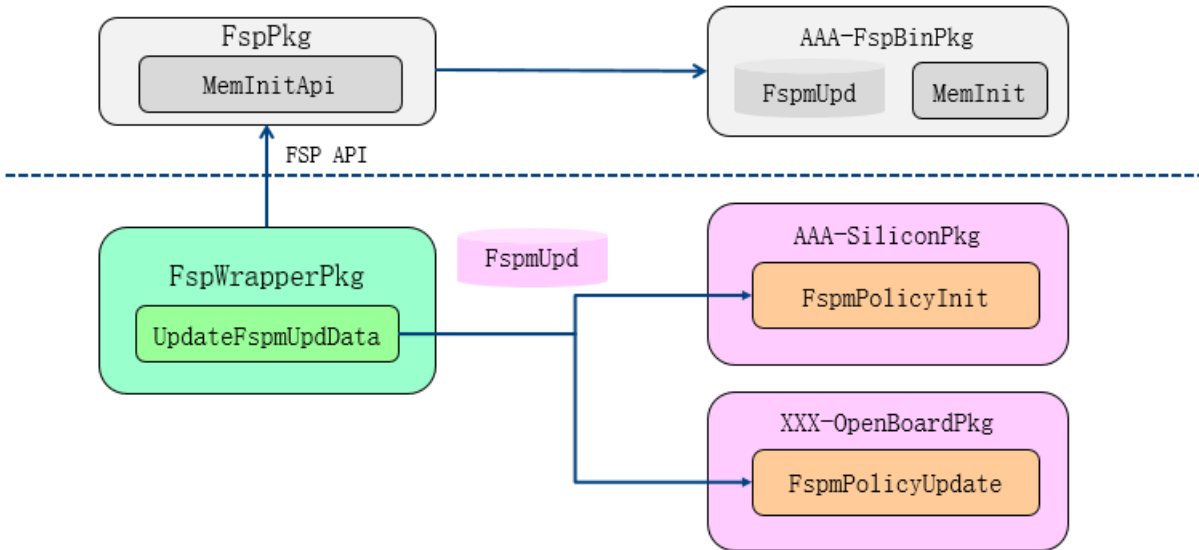 FspPkg
MemInitApi
AAA-FspBinPkg
FspmUpd
MemInit
FSP API
FspWrapperPkg
UpdateFspmUpdData
FspmUpd
AAA-SiliconPkg
FspmPolicyInit
XXX-OpenBoardPkg
FspmPolicyUpdate